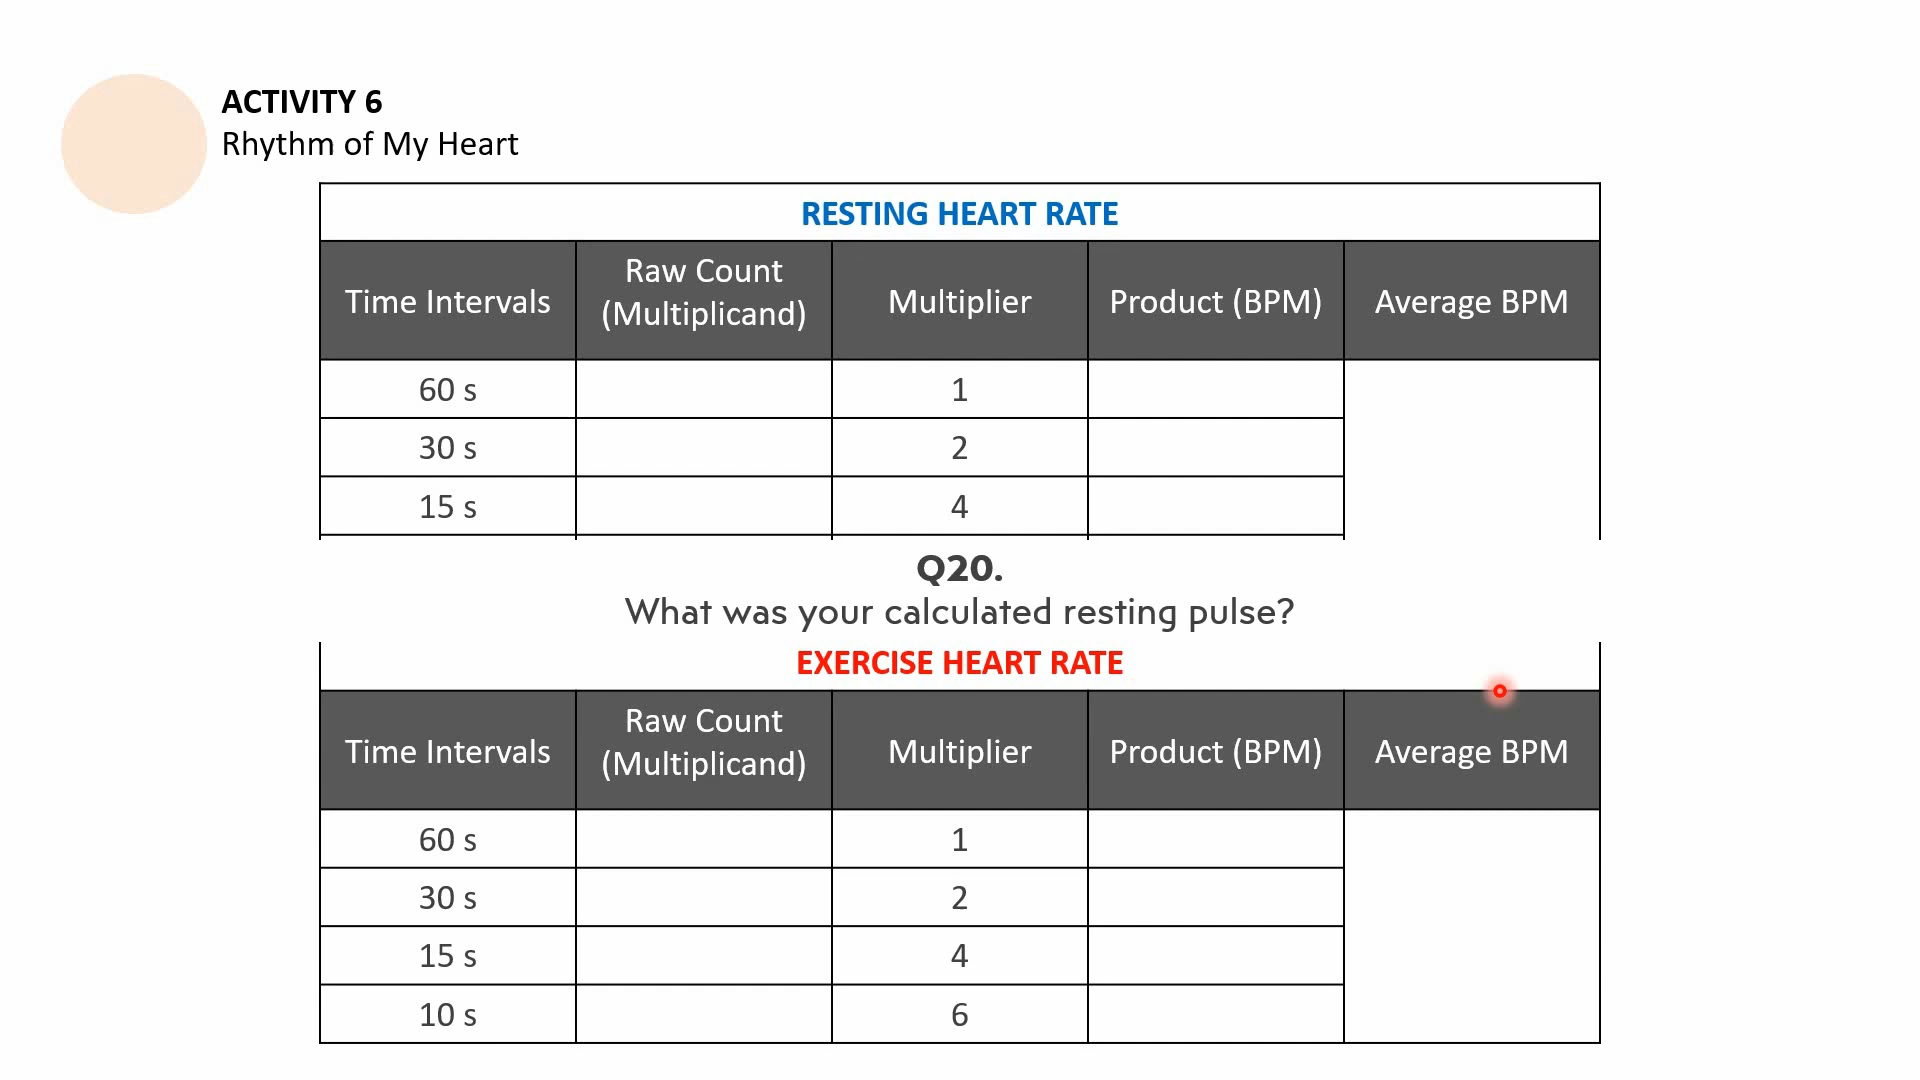 ACTIVITY 6
Rhythm of My Heart
RESTING HEART RATE
Time Intervals Raw Count (Multiplicand) Multiplier Product (BPM) Average BPM
60 s 1
30 s 2
15 s 4
Q20.
What was your calculated resting pulse?
EXERCISE HEART RATE
Time Intervals Raw Count (Multiplicand) Multiplier Product (BPM) Average BPM
60 s 1
30 s 2
15 s 4
10 s 6